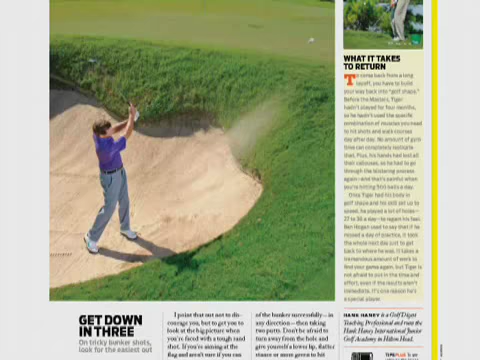 WHAT IT TAKES
TO RETURN
To come back from a long
layoff, you have to build
your way back into "golf shape."
Before the Masters, Tiger
hadn't played for four months,
so he hadn't used the specific
combination of muscles you need
to hit shots and walk courses
day after day. No amount of gym
time can completely replicate
that. Plus, his hands had lost all
their callouses, so he had to go
through the blistering process
again—and that's painful when
you're hitting
balls a day.
Once Tiger had his body in
golf shape and his still set up to
speed, he played a lot of holes—
27 to 36 a day—to regain his feel.
Ben Hogan used to say that if he
missed a day of practice, it took
the whole next day just to get
back to where he was. It takes a
tremendous amount of work to
find your game again, but Tiger is
not afraid to put in the time and
effort, even if the results aren't
immediate. It's one reason he's
a special player.
HANK HANEY is a Golf Digest
Teaching Professional and runs the
Hank Haney International Junior
Golf Academy in Hilton Head.
GET DOWN
IN THREE
On tricky bunker shots,
look for the easiest out
I point that out not to dis-
courage you, but to get you to
look at the big picture when
you're faced with a tough sand
shot. If you're aiming at the
flag and aren't sure if you can
of the bunker successfully—in
any direction—then taking
two putts. Don't be afraid to
turn away from the hole and
give yourself a lower lip, flatter
stance or more green to hit